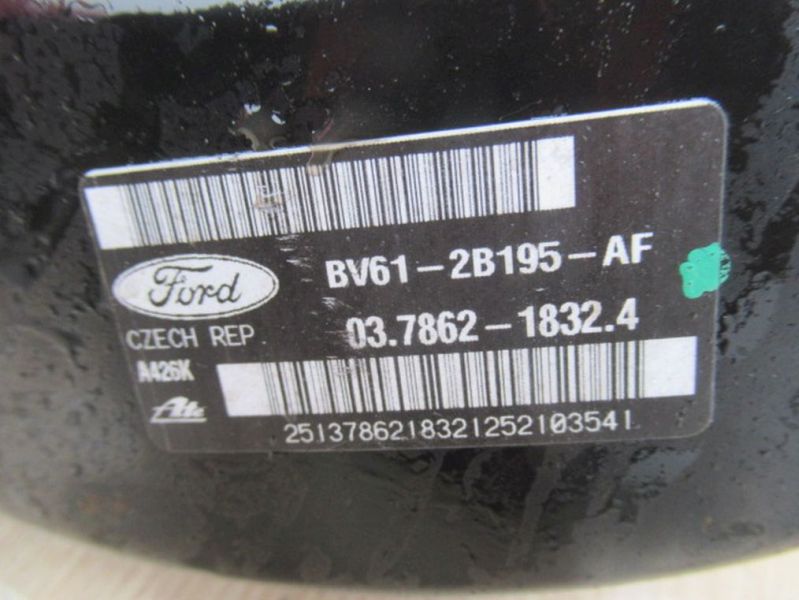 Ford
BV61-2B195-AF
CZECH REP
03.7862-1832.4
A426K
Ate
2513786218321252103541